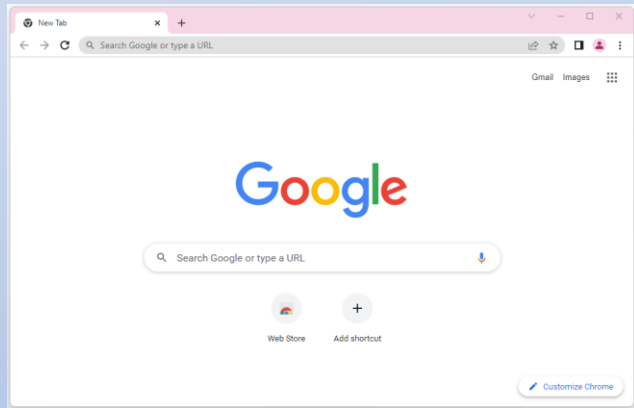 New Tab
Search Google or type a URL
Gmail Images
Google
Search Google or type a URL
Web Store Add shortcut
Customize Chrome